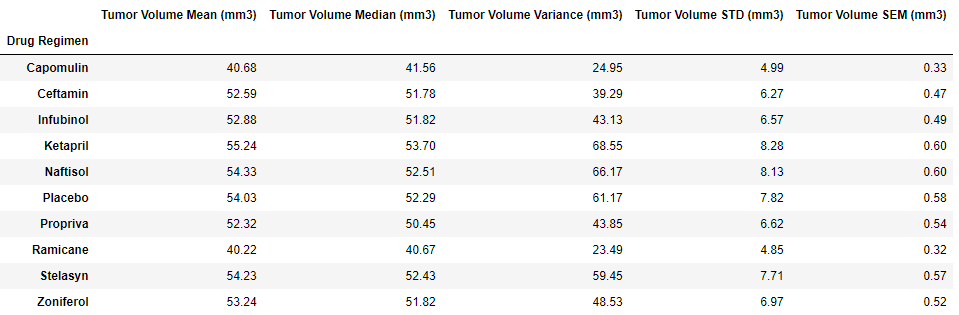 Tumor Volume Mean (mm3) Tumor Volume Median (mm3) Tumor Volume Variance (mm3) Tumor Volume STD (mm3) Tumor Volume SEM (mm3)
Drug Regimen
Capomulin 40.68 41.56 24.95 4.99 0.33
Ceftamin 52.59 51.78 39.29 6.27 0.47
Infubinol 52.88 51.82 43.13 6.57 0.49
Ketapril 55.24 53.70 68.55 8.28 0.60
Naftisol 54.33 52.51 66.17 8.13 0.60
Placebo 54.03 52.29 61.17 7.82 0.58
Propriva 52.32 50.45 43.85 6.62 0.54
Ramicane 40.22 40.67 23.49 4.85 0.32
Stelasyn 54.23 52.43 59.45 7.71 0.57
Zoniferol 53.24 51.82 48.53 6.97 0.52